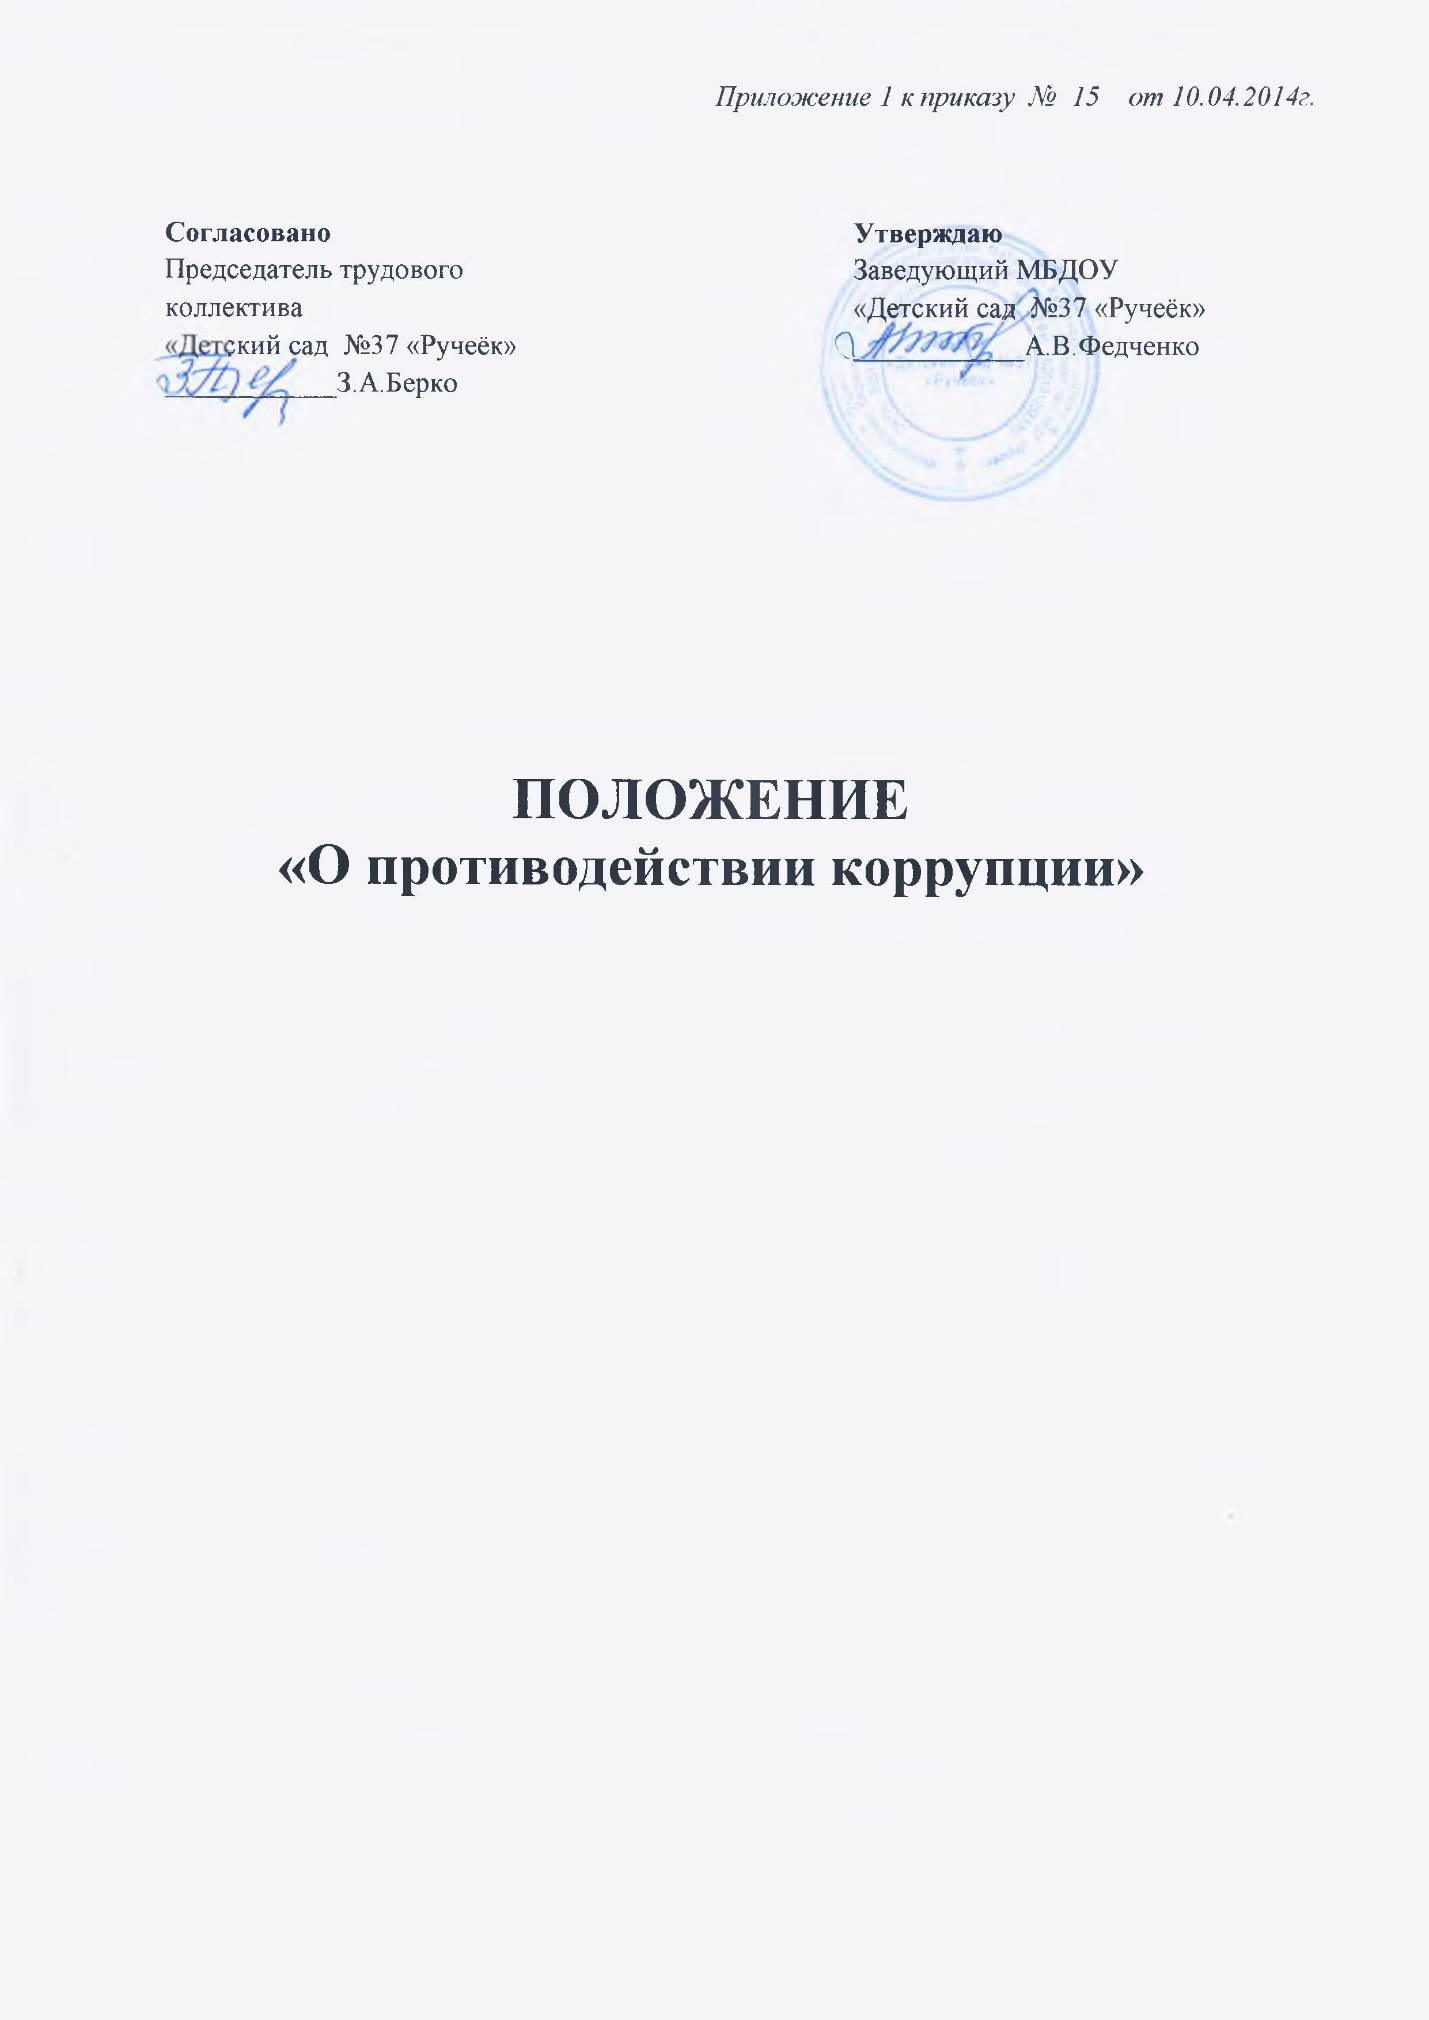 Приложение 1 к приказу № 15 от 10.04.2014г.
Согласовано
Председатель трудового
коллектива
«Детский сад №37 «Ручеёк»
З.А.Берко
Утверждаю
Заведующий МБДОУ
«Детский сад №37 «Ручеёк»
А.В.Федченко
ПОЛОЖЕНИЕ
«О противодействии коррупции»